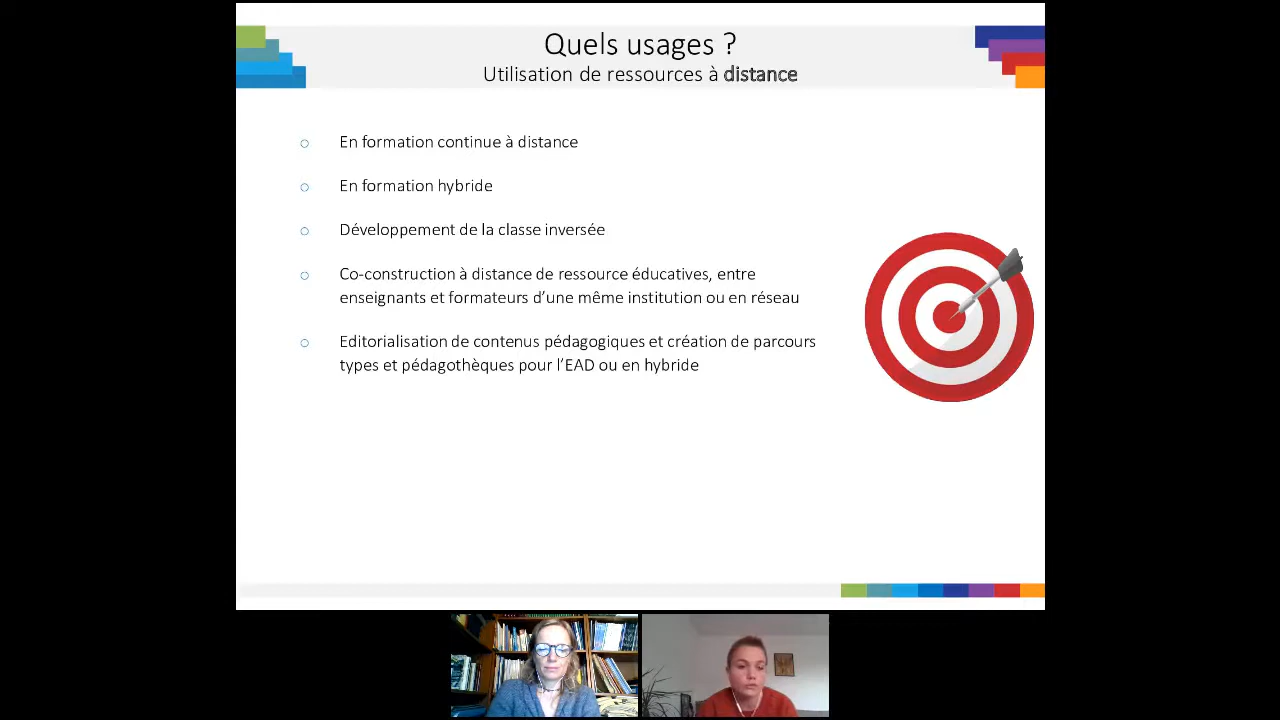 Quels usages ?
Utilisation de ressources à distance
En formation continue à distance
En formation hybride
Développement de la classe inversée
Co-construction à distance de ressource éducatives, entre
enseignants et formateurs d’une même institution ou en réseau
Editorialisation de contenus pédagogiques et création de parcours
types et pédagothèques pour l’EAD ou en hybride